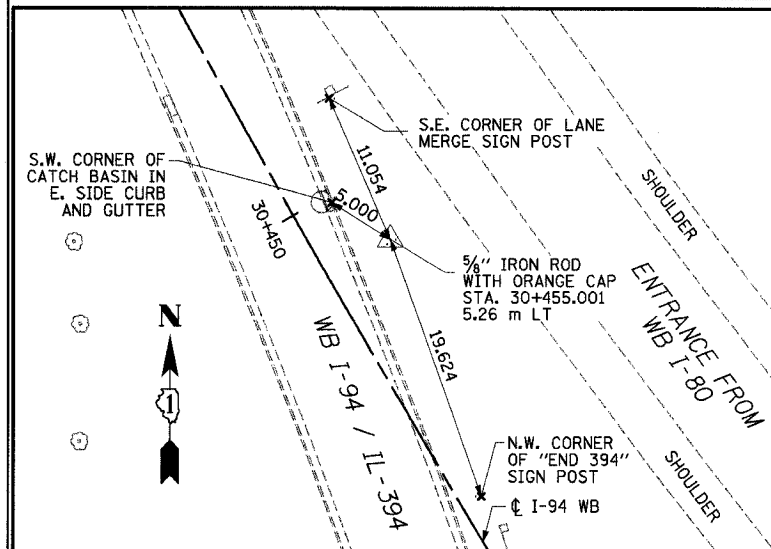 S.E. CORNER OF LANE
MERGE SIGN POST
11.054
S.W. CORNER OF
CATCH BASIN IN
E. SIDE CURB
AND GUTTER
5.000
30+450
SHOULDER
⅝" IRON ROD
WITH ORANGE CAP
STA. 30+455.001
5.26 m LT
ENTRANCE FROM
WB I-80
N
1
19.624
WB I-94 / IL-394
N.W. CORNER
OF "END 394"
SIGN POST
SHOULDER
℄ I-94 WB